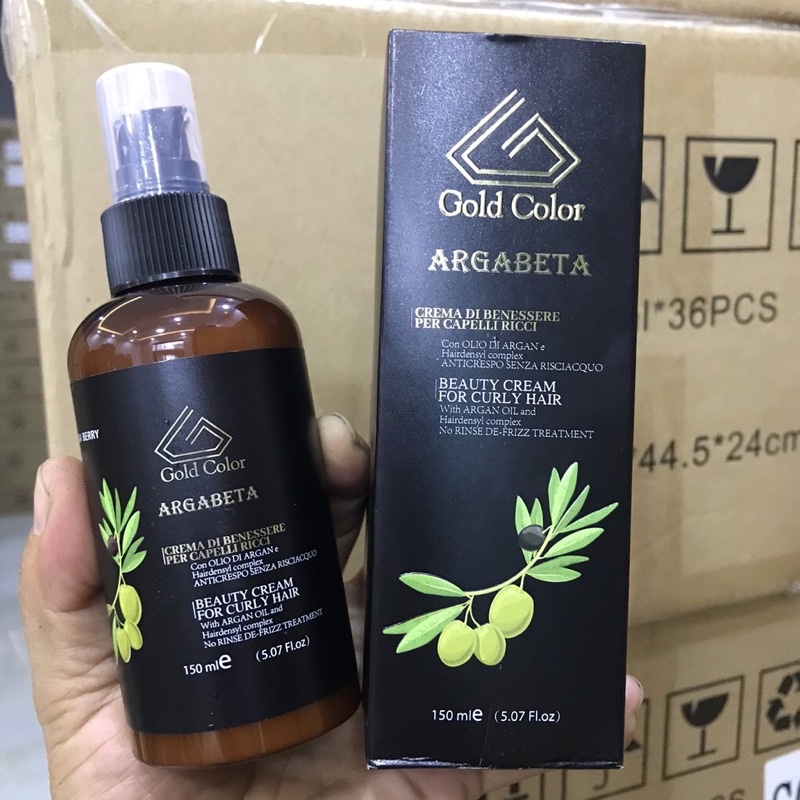 Gold Color
ARGABETA
CREMA DI BENESSERE
PER CAPELLI RICCI
Con OLIO DI ARGAN e
Hairdensyl complex
ANTICRESPO SENZA RISCIACQUO
BEAUTY CREAM
FOR CURLY HAIR
With ARGAN OIL and
Hairdensyl complex
No RINSE DE-FRIZZ TREATMENT
150 mle (5.07 Fl.oz)
BERRY
Gold Color
ARGABETA
CREMA DI BENESSERE
PER CAPELLI RICCI
Con OLIO DI ARGAN e
Hairdensyl complex
ANTICRESPO SENZA RISCIACQUO
BEAUTY CREAM
FOR CURLY HAIR
With ARGAN OIL and
Hairdensyl complex
No RINSE DE-FRIZZ TREATMENT
150 mle (5.07 Fl.oz)
*36PCS
*44.5*24cm